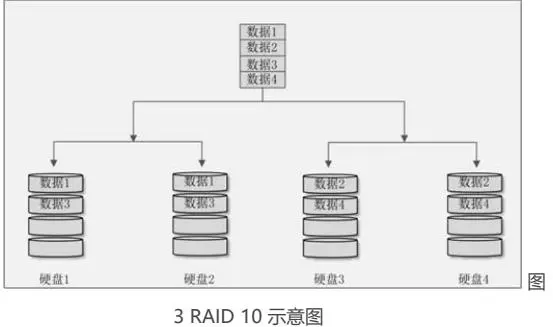 数据1
数据2
数据3
数据4
数据1 数据1 数据2 数据2
数据3 数据3 数据4 数据4
硬盘1 硬盘2 硬盘3 硬盘4
图
3 RAID 10 示意图